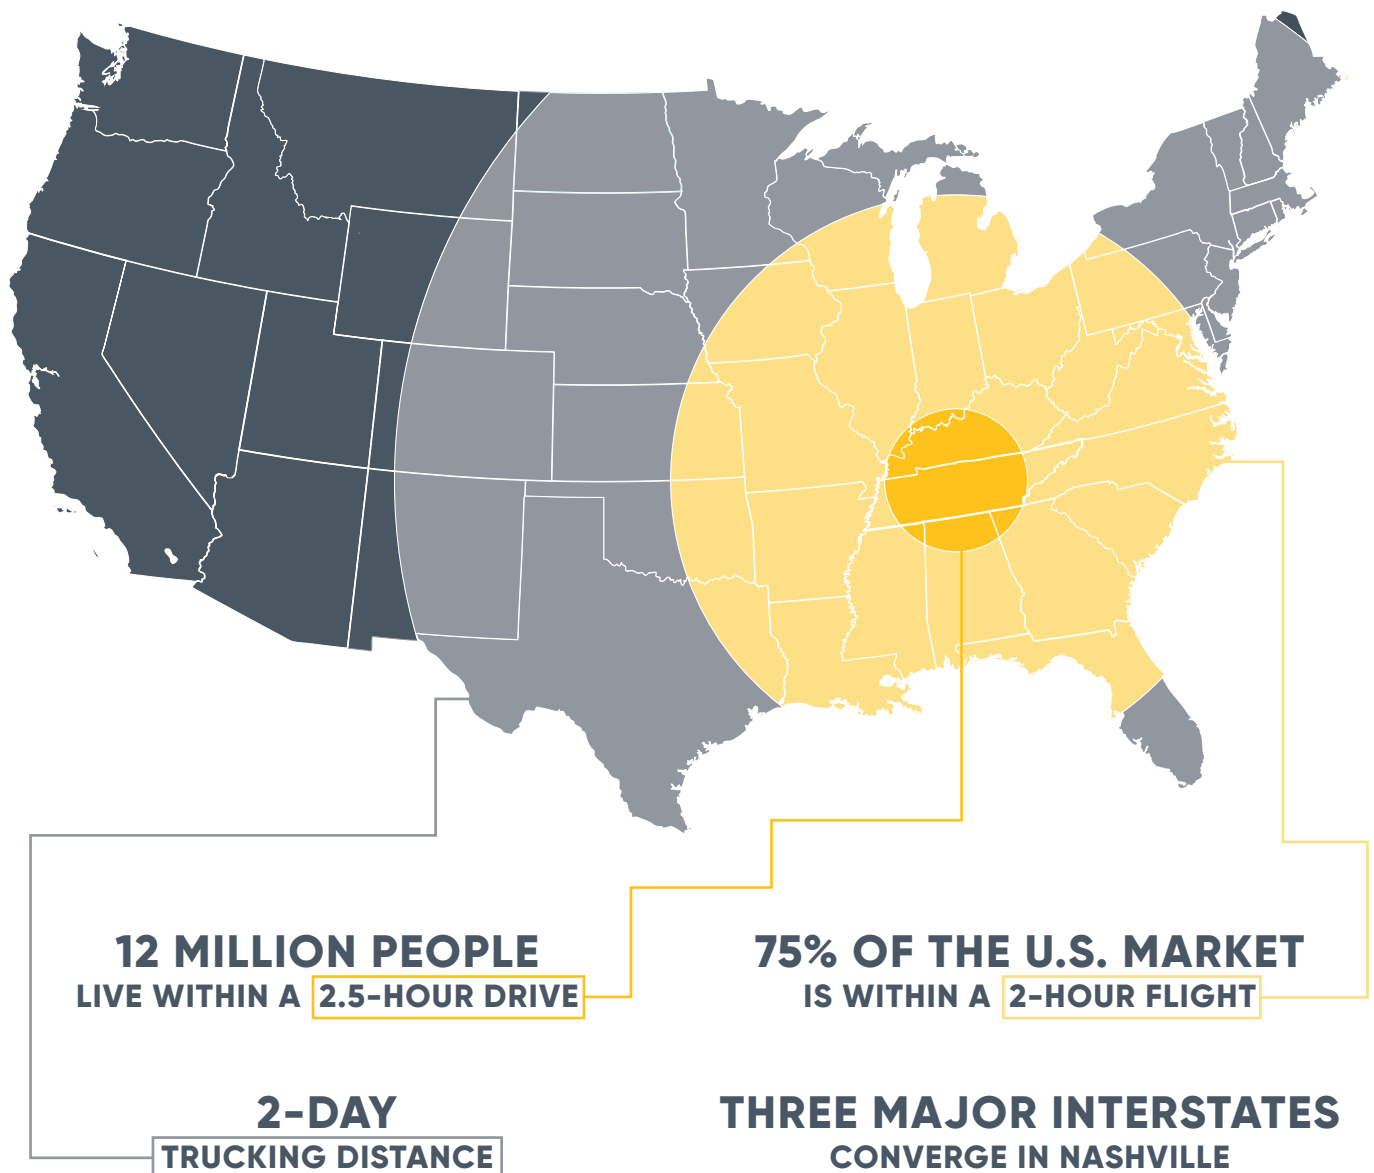 12 MILLION PEOPLE
LIVE WITHIN A 2.5-HOUR DRIVE
75% OF THE U.S. MARKET
IS WITHIN A 2-HOUR FLIGHT
2-DAY
TRUCKING DISTANCE
THREE MAJOR INTERSTATES
CONVERGE IN NASHVILLE